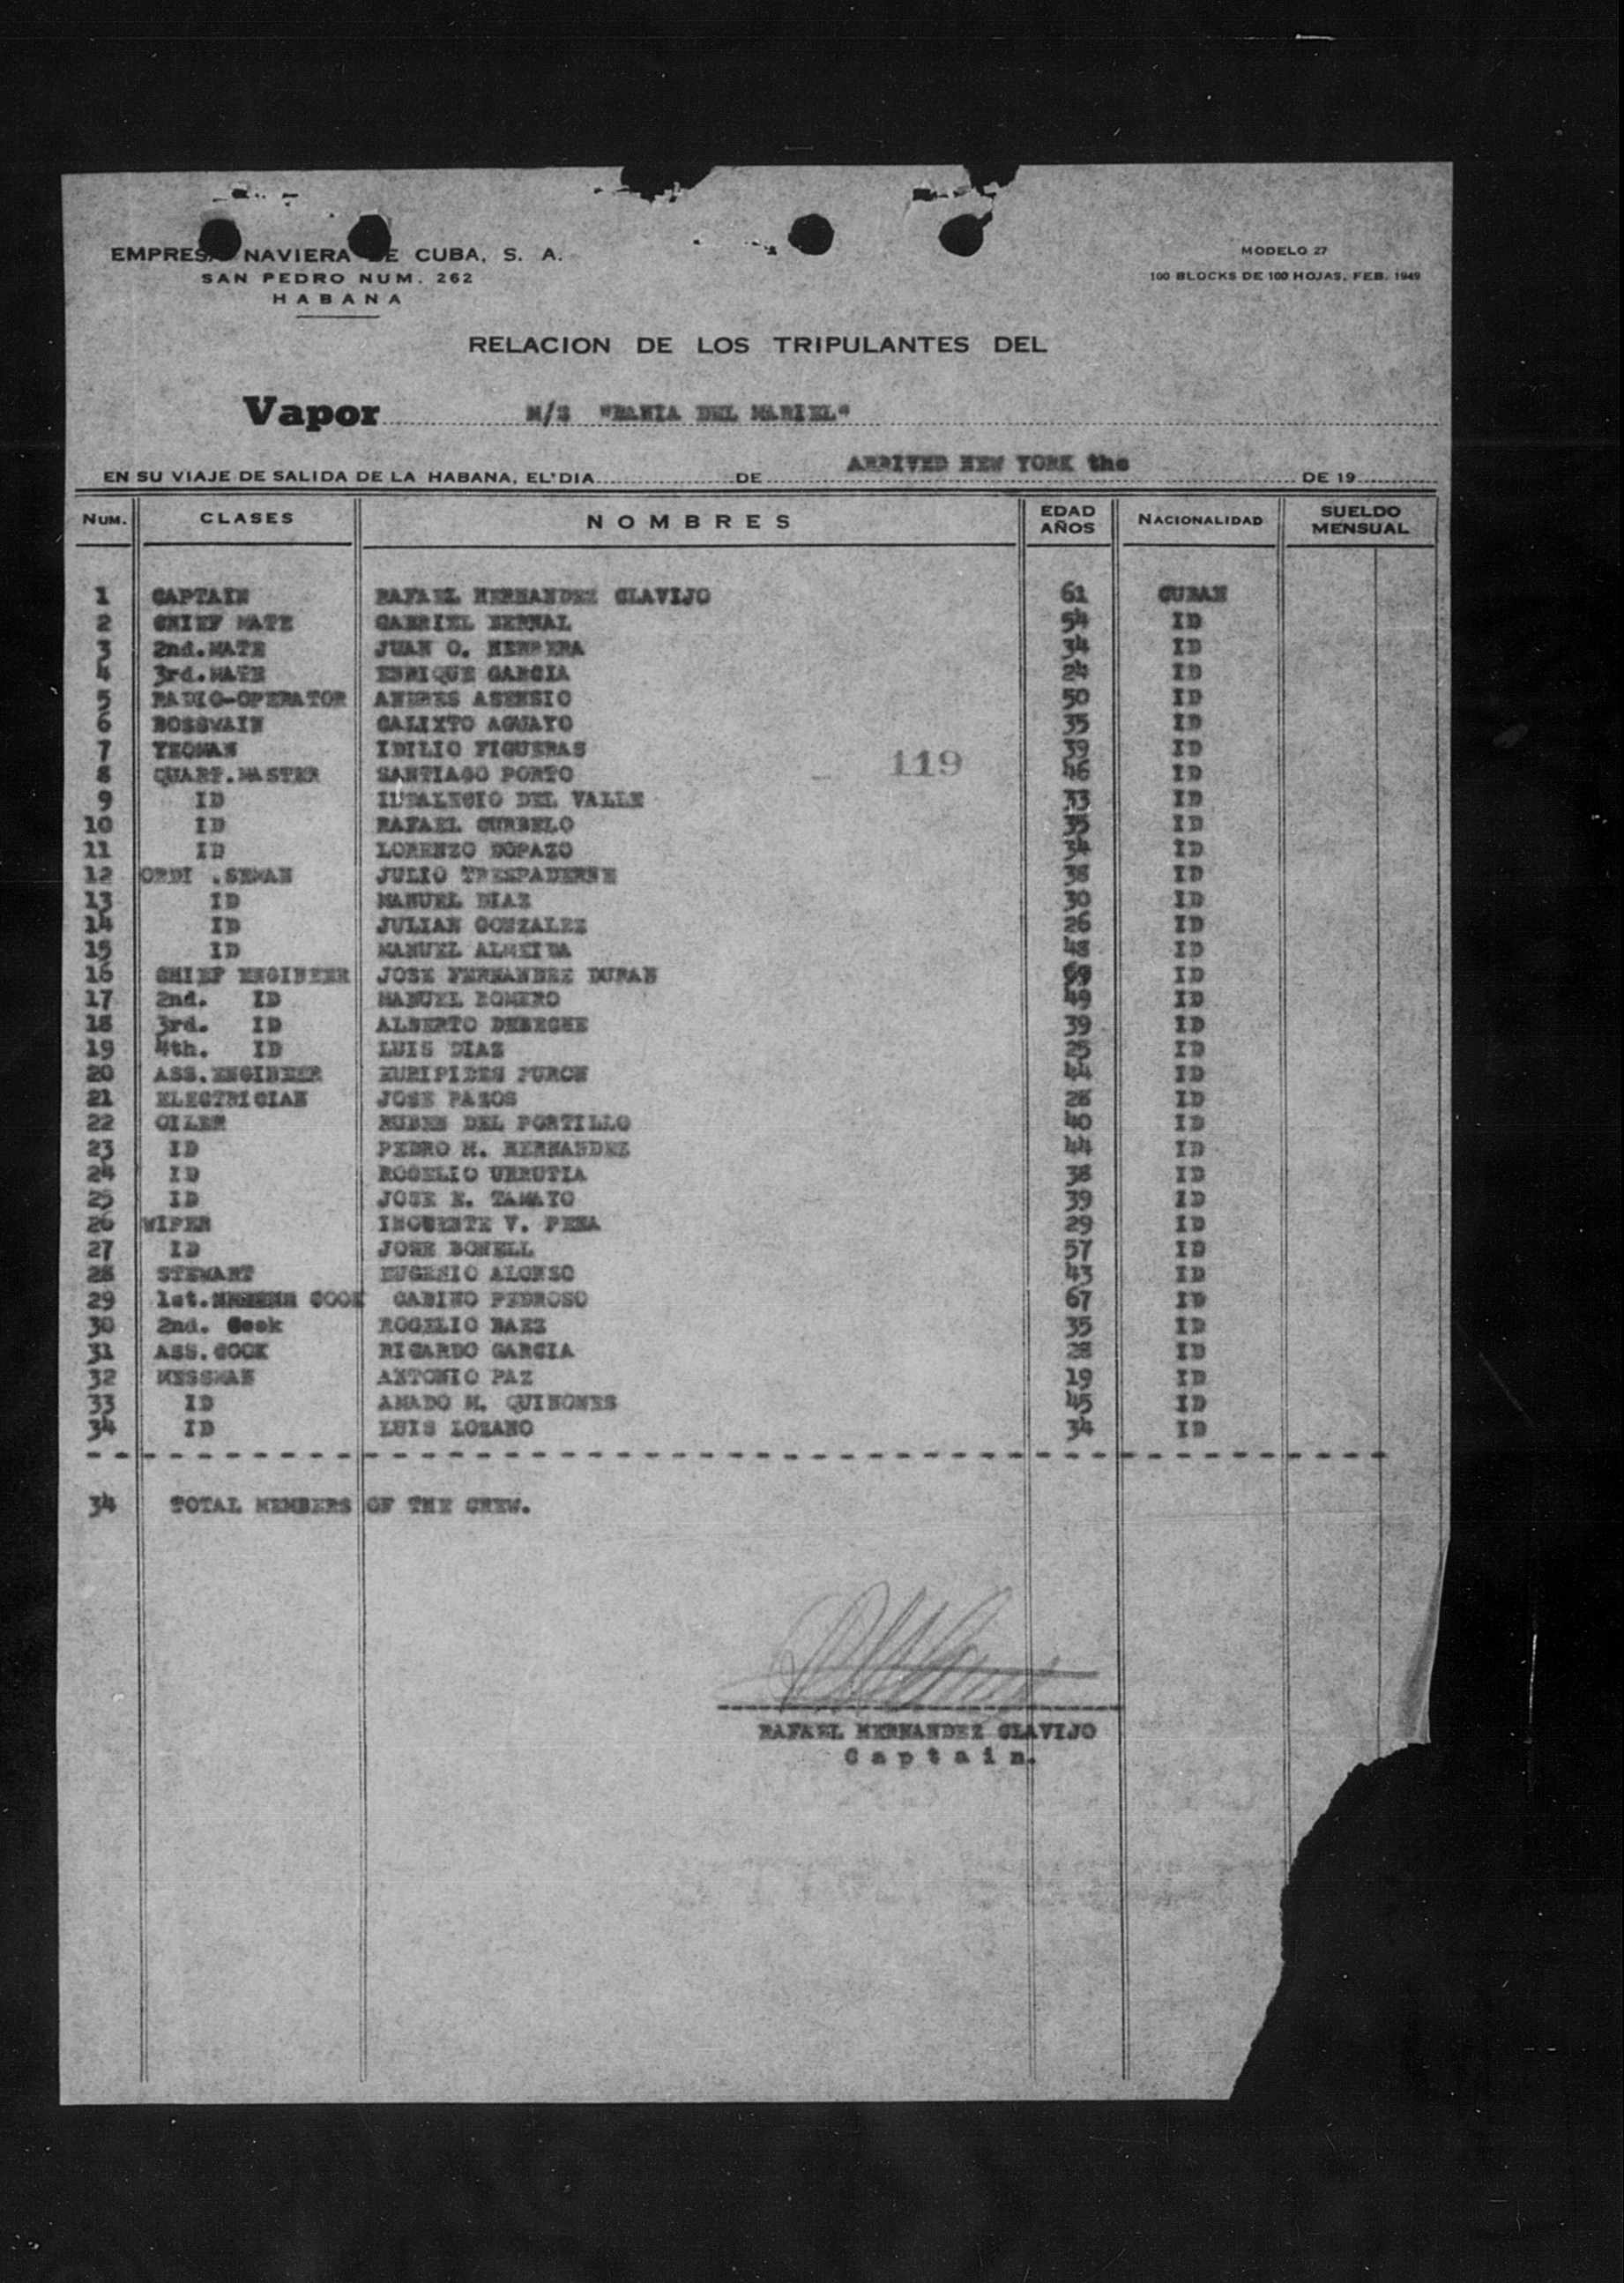 EMPRESA NAVIERA DE CUBA, S. A.
SAN PEDRO NUM. 262
HABANA
MODELO 27
100 BLOCKS DE 100 HOJAS, FEB. 1949
RELACION DE LOS TRIPULANTES DEL
Vapor M/S "BAHIA DEL MARIEL"
ARRIVED NEW YORK the
EN SU VIAJE DE SALIDA DE LA HABANA, EL DIA DE DE 19
NUM. CLASES NOMBRES EDAD AÑOS NACIONALIDAD SUELDO MENSUAL
1 CAPTAIN RAFAEL HERNANDEZ CLAVIJO 61 CUBAN
2 CHIEF MATE GABRIEL BERNAL 54 ID
3 2nd.MATE JUAN O. HERRERA 34 ID
4 3rd.MATE ENRIQUE GARCIA 24 ID
5 RADIO-OPERATOR ANDRES ASENSIO 50 ID
6 BOSSWAIN CALIXTO AGUAYO 35 ID
7 YEOMAN IDILIO FIGUERAS 39 ID
119
8 QUART.MASTER SANTIAGO PORTO 46 ID
9 ID INDALECIO DEL VALLE 33 ID
10 ID RAFAEL CURBELO 35 ID
11 ID LORENZO DOPAZO 34 ID
12 ORDI .SEMAN JULIO TRESPADERNE 38 ID
13 ID MANUEL DIAZ 30 ID
14 ID JULIAN GONZALEZ 26 ID
15 ID MANUEL ALMEIDA 48 ID
16 CHIEF ENGINEER JOSE FERNANDEZ DURAN 69 ID
17 2nd. ID MANUEL ROMERO 49 ID
18 3rd. ID ALBERTO 39 ID
19 4th. ID LUIS DIAZ 25 ID
20 ASS.ENGINEER EURIPIDES PURON 44 ID
21 ELECTRICIAN JOSE PAZOS 28 ID
22 OILER RUBEN DEL PORTILLO 40 ID
23 ID PEDRO M. HERNANDEZ 44 ID
24 ID ROGELIO URRUTIA 38 ID
25 ID JOSE E. TAMAYO 39 ID
26 WIPER INOCENTE V. PENA 29 ID
27 ID JOSE BONELL 57 ID
28 STEWART EUGENIO ALONSO 43 ID
29 1st. COOK GABINO PEDROSO 67 ID
30 2nd. Cook ROGELIO BAEZ 35 ID
31 ASS.COOK RICARDO GARCIA 28 ID
32 MESSMAN ANTONIO PAZ 19 ID
33 ID AMADO M. QUINONES 45 ID
34 ID LUIS LOZANO 34 ID
34 TOTAL MEMBERS OF THE CREW.
RAFAEL HERNANDEZ CLAVIJO
Captain.